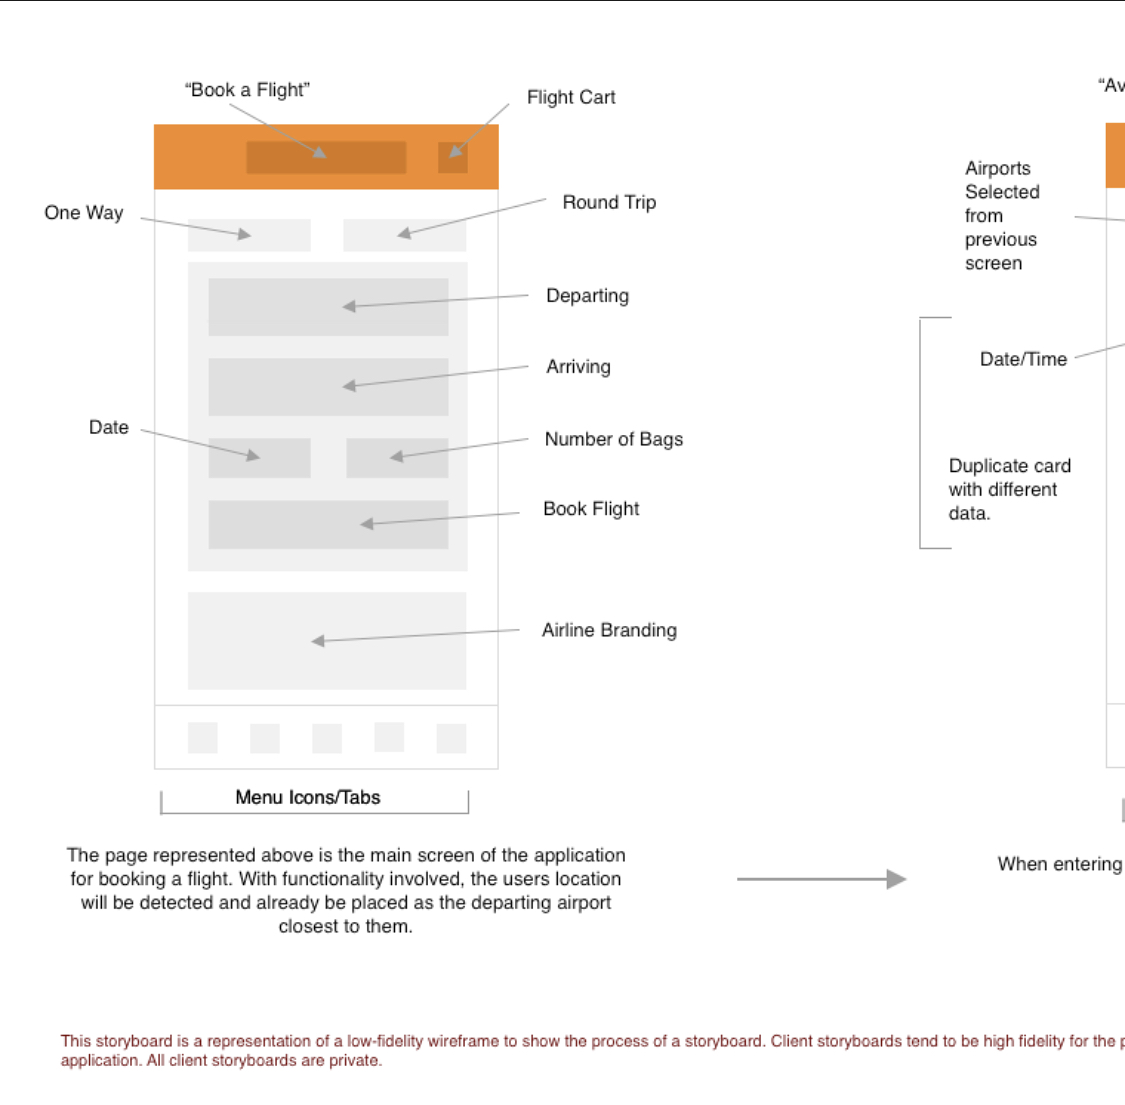 “Book a Flight”
Flight Cart
One Way
Round Trip
Departing
Arriving
Date
Number of Bags
Book Flight
Airline Branding
Menu Icons/Tabs
The page represented above is the main screen of the application
for booking a flight. With functionality involved, the users location
will be detected and already be placed as the departing airport
closest to them.
“Av
Airports
Selected
from
previous
screen
Date/Time
Duplicate card
with different
data.
When entering
This storyboard is a representation of a low-fidelity wireframe to show the process of a storyboard. Client storyboards tend to be high fidelity for the p
application. All client storyboards are private.